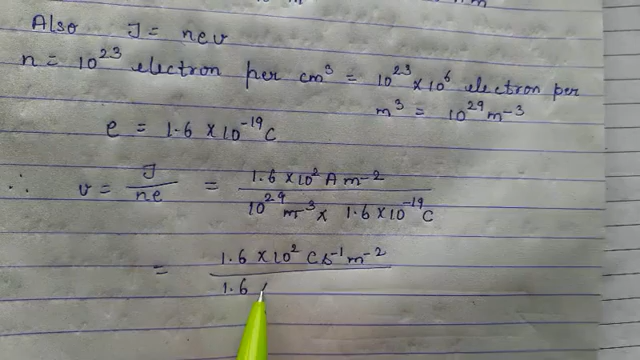 Also J = nev
n = 10^23 electron per cm^3 = 10^23 × 10^6 electron per
m^3 = 10^29 m^-3
e = 1.6 × 10^-19 C
∴ v = J/ne = 1.6 × 10^2 A m^-2 / 10^29 m^-3 × 1.6 × 10^-19 C
= 1.6 × 10^2 C s^-1 m^-2 / 1.6